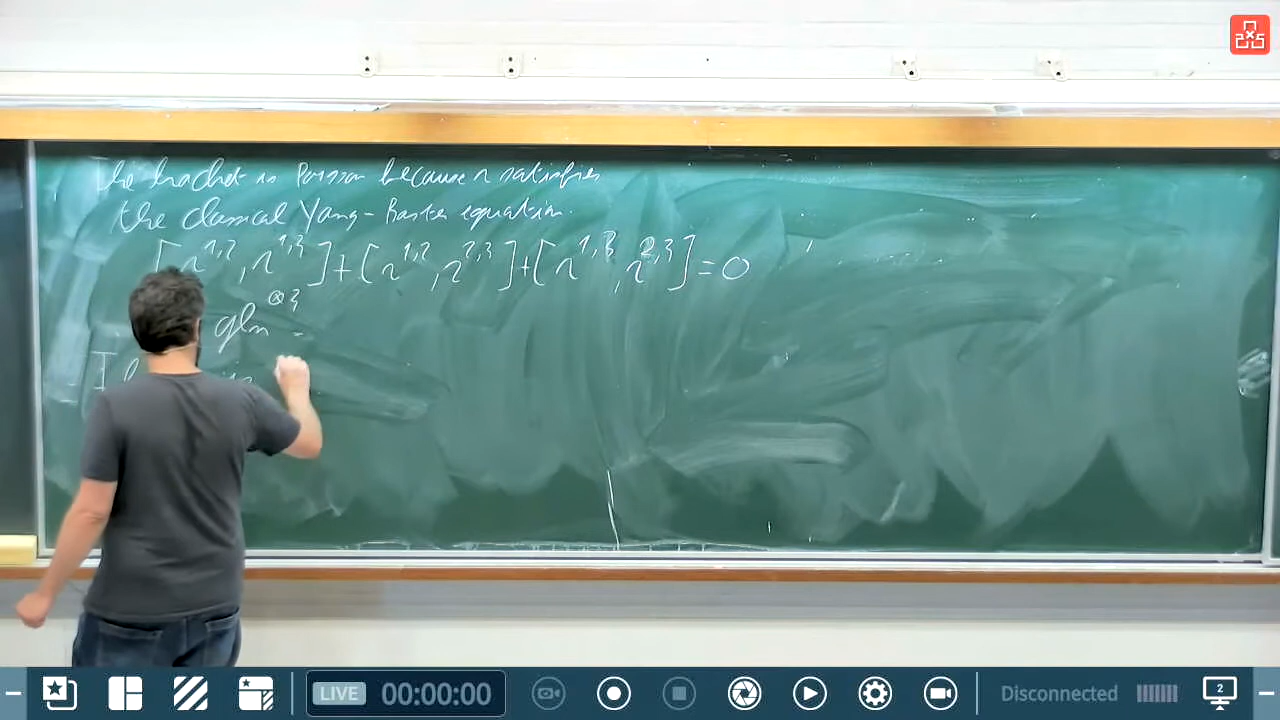 The bracket is Poisson because r satisfies
the classical Yang-Baxter equation.
[r^{1,2}, r^{1,3}] + [r^{1,2}, r^{2,3}] + [r^{1,3}, r^{2,3}] = 0
gl_n^{⊗3}
LIVE 00:00:00 Disconnected 2